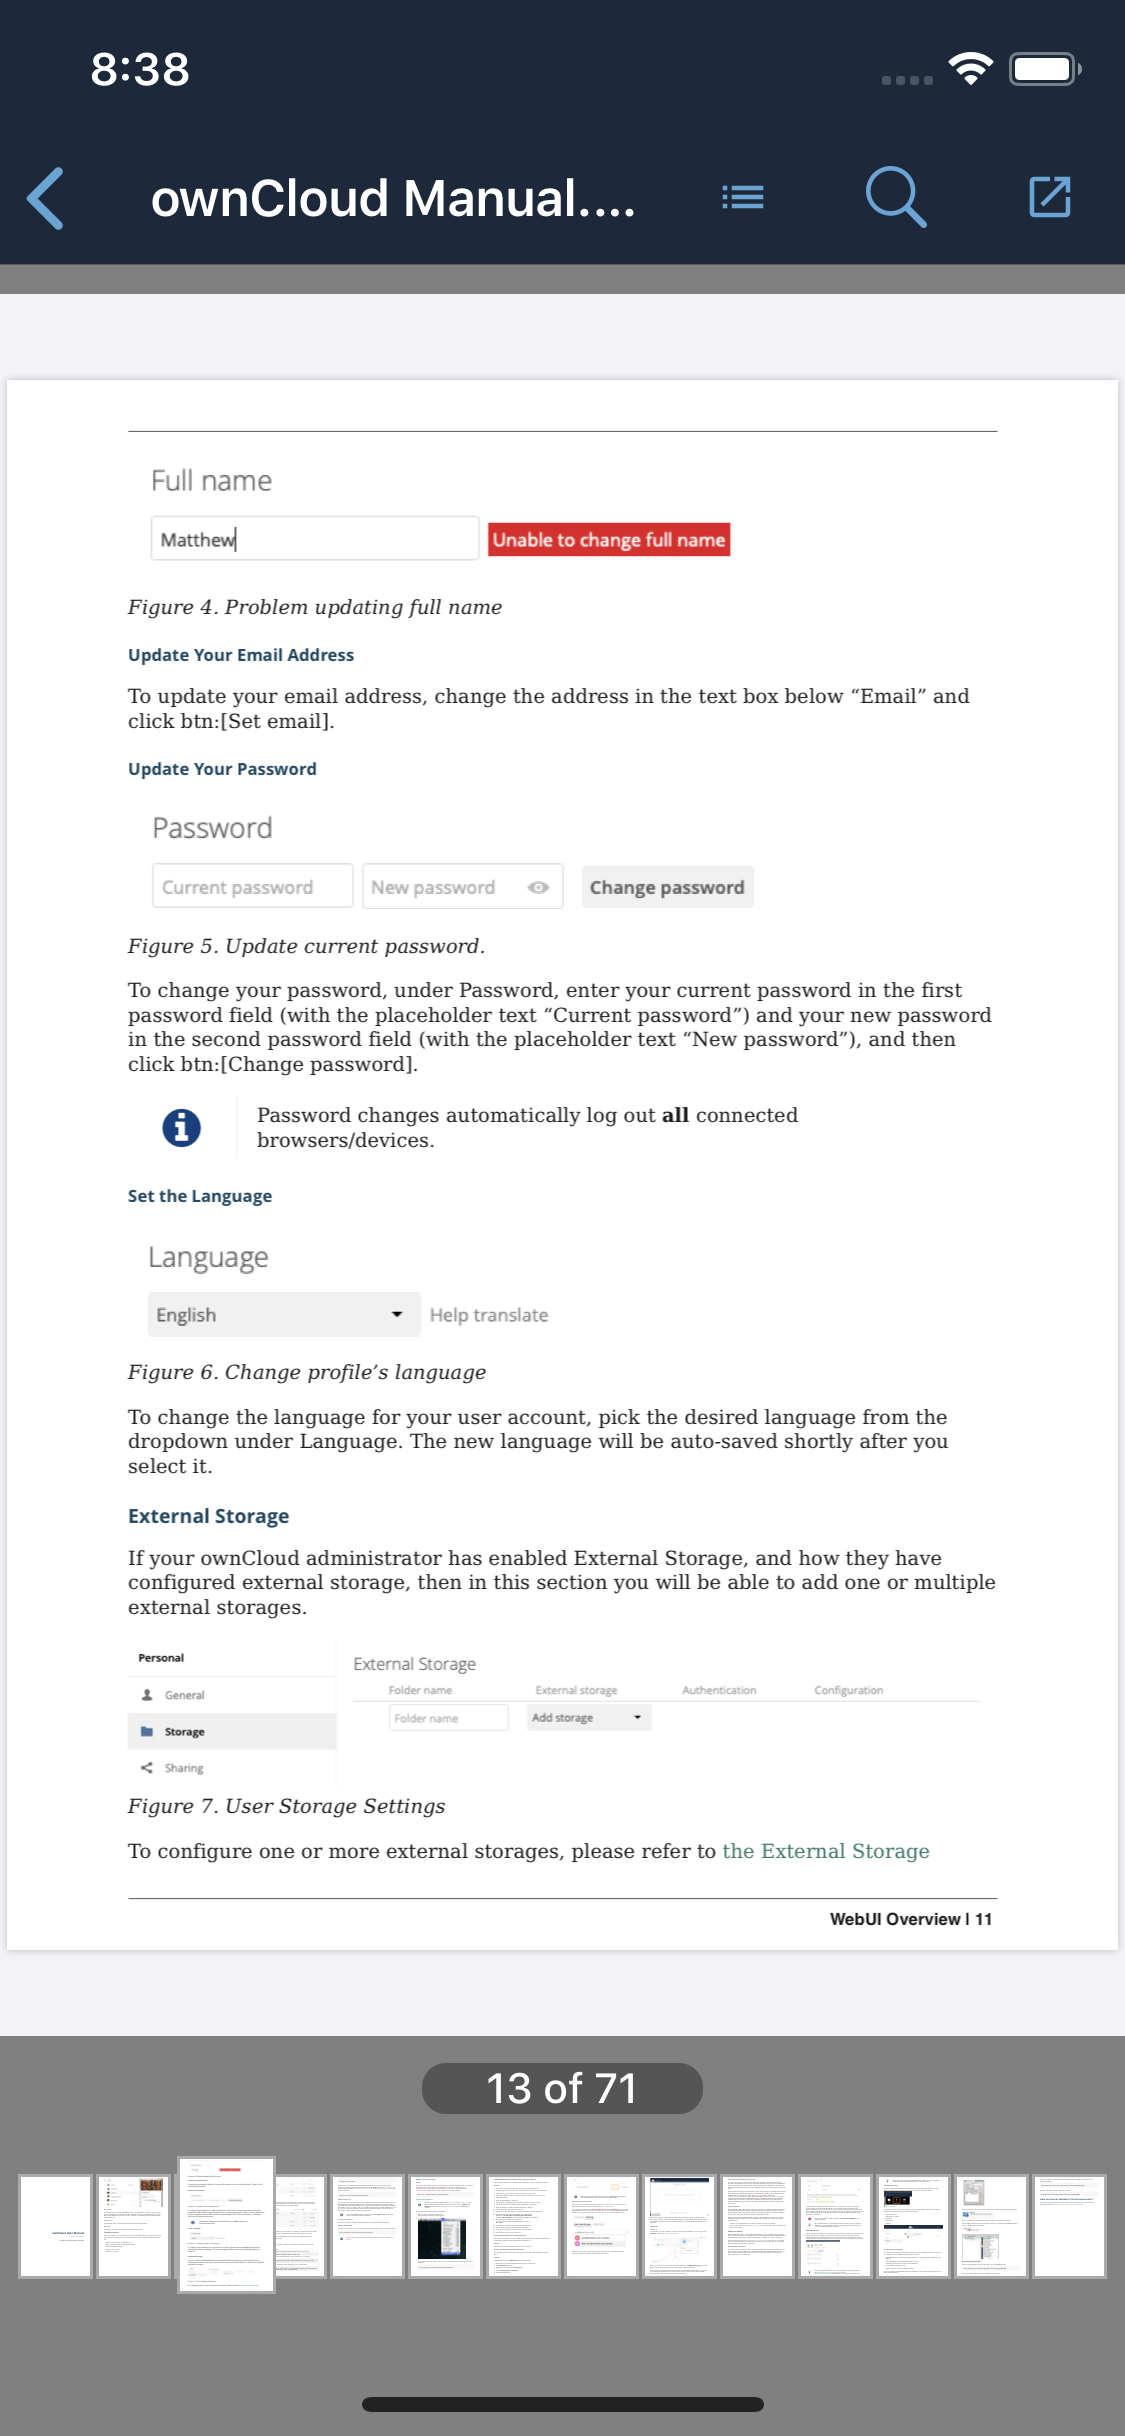 8:38
ownCloud Manual....
Full name
Matthew
Unable to change full name
Figure 4. Problem updating full name
Update Your Email Address
To update your email address, change the address in the text box below “Email” and
click btn:[Set email].
Update Your Password
Password
Current password New password Change password
Figure 5. Update current password.
To change your password, under Password, enter your current password in the first
password field (with the placeholder text “Current password”) and your new password
in the second password field (with the placeholder text “New password”), and then
click btn:[Change password].
Password changes automatically log out all connected
browsers/devices.
Set the Language
Language
English Help translate
Figure 6. Change profile’s language
To change the language for your user account, pick the desired language from the
dropdown under Language. The new language will be auto-saved shortly after you
select it.
External Storage
If your ownCloud administrator has enabled External Storage, and how they have
configured external storage, then in this section you will be able to add one or multiple
external storages.
Personal
General
Storage
Sharing
External Storage
Folder name External storage Authentication Configuration
Folder name Add storage
Figure 7. User Storage Settings
To configure one or more external storages, please refer to the External Storage
WebUI Overview | 11
13 of 71